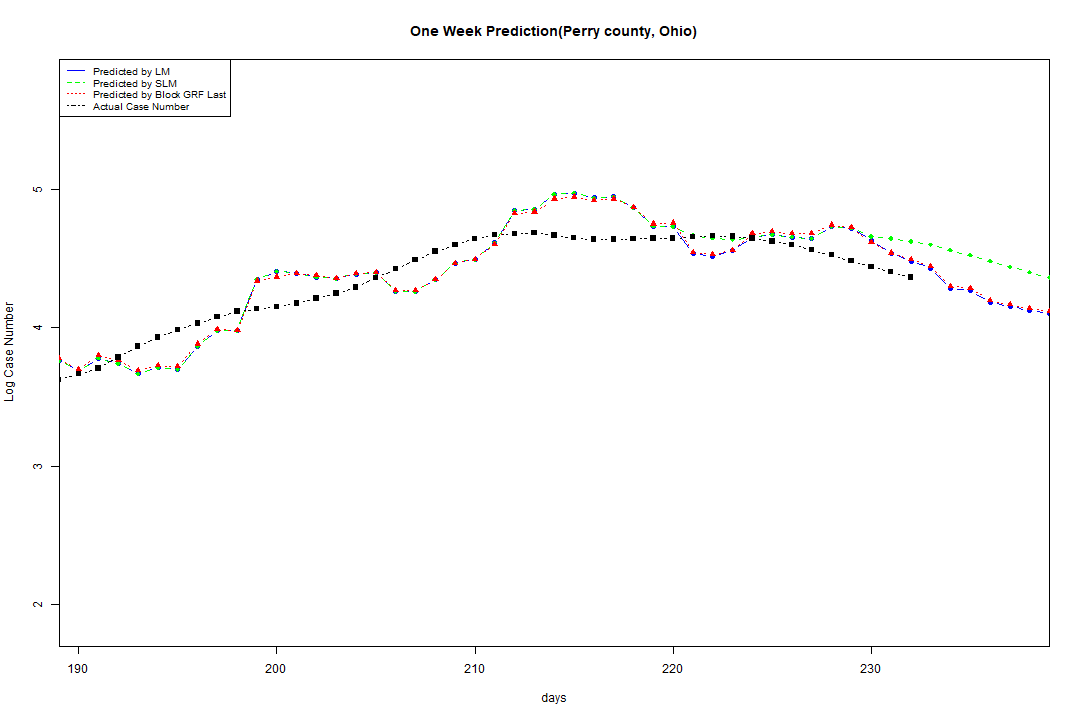 One Week Prediction(Perry county, Ohio)
Predicted by LM
Predicted by SLM
Predicted by Block GRF Last
Actual Case Number
5
4
3
2
Log Case Number
190 200 210 220 230
days